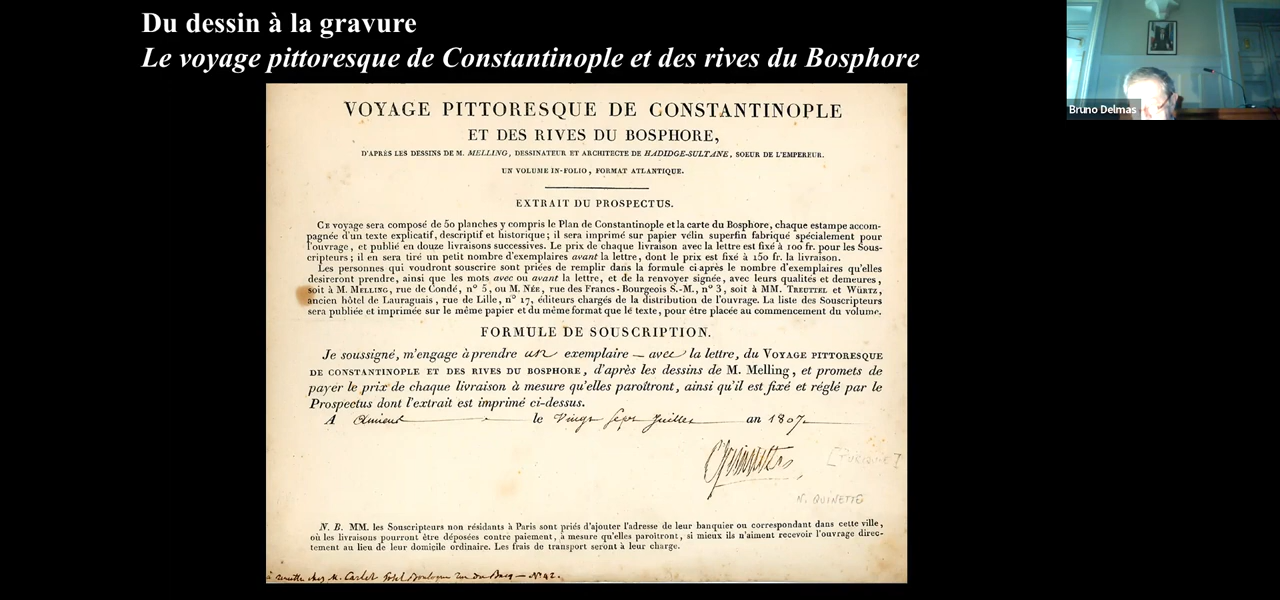 Du dessin à la gravure
Le voyage pittoresque de Constantinople et des rives du Bosphore
Bruno Delmas
VOYAGE PITTORESQUE DE CONSTANTINOPLE
ET DES RIVES DU BOSPHORE,
D'APRÈS LES DESSINS DE M. MELLING, DESSINATEUR ET ARCHITECTE DE HADIDGE-SULTANE, SOEUR DE L'EMPEREUR.
UN VOLUME IN-FOLIO, FORMAT ATLANTIQUE.
EXTRAIT DU PROSPECTUS.
CE voyage sera composé de 50 planches y compris le Plan de Constantinople et la carte du Bosphore, chaque estampe accom-
pagnée d'un texte explicatif, descriptif et historique; il sera imprimé sur papier vélin superfin fabriqué spécialement pour
l'ouvrage, et publié en douze livraisons successives. Le prix de chaque livraison avec la lettre est fixé à 100 fr. pour les Sous-
cripteurs; il en sera tiré un petit nombre d'exemplaires avant la lettre, dont le prix est fixé à 150 fr. la livraison.
Les personnes qui voudront souscrire sont priées de remplir dans la formule ci-après le nombre d'exemplaires qu'elles
desireront prendre, ainsi que les mots avec ou avant la lettre, et de la renvoyer signée, avec leurs qualités et demeures,
soit à M. MELLING, rue de Condé, n° 5, ou M. NÉE, rue des Francs-Bourgeois S.-M., n° 3, soit à MM. TREUTTEL et WÜRTZ,
ancien hôtel de Lauraguais, rue de Lille, n° 17, éditeurs chargés de la distribution de l'ouvrage. La liste des Souscripteurs
sera publiée et imprimée sur le même papier et du même format que le texte, pour être placée au commencement du volume.
FORMULE DE SOUSCRIPTION.
Je soussigné, m'engage à prendre un exemplaire — avec la lettre, du VOYAGE PITTORESQUE
DE CONSTANTINOPLE ET DES RIVES DU BOSPHORE, d'après les dessins de M. Melling, et promets de
payer le prix de chaque livraison à mesure qu'elles paroîtront, ainsi qu'il est fixé et réglé par le
Prospectus dont l'extrait est imprimé ci-dessus.
A Amiens le Vingt sept Juillet an 1807
Quinette
[TURQUIE]
N. QUINETTE
N. B. MM. les Souscripteurs non résidants à Paris sont priés d'ajouter l'adresse de leur banquier ou correspondant dans cette ville,
où les livraisons pourront être déposées contre paiement, à mesure qu'elles paroîtront, si mieux ils n'aiment recevoir l'ouvrage direc-
tement au lieu de leur domicile ordinaire. Les frais de transport seront à leur charge.
chez M. Carlet hotel Boulogne rue du Bacq — N° 42.